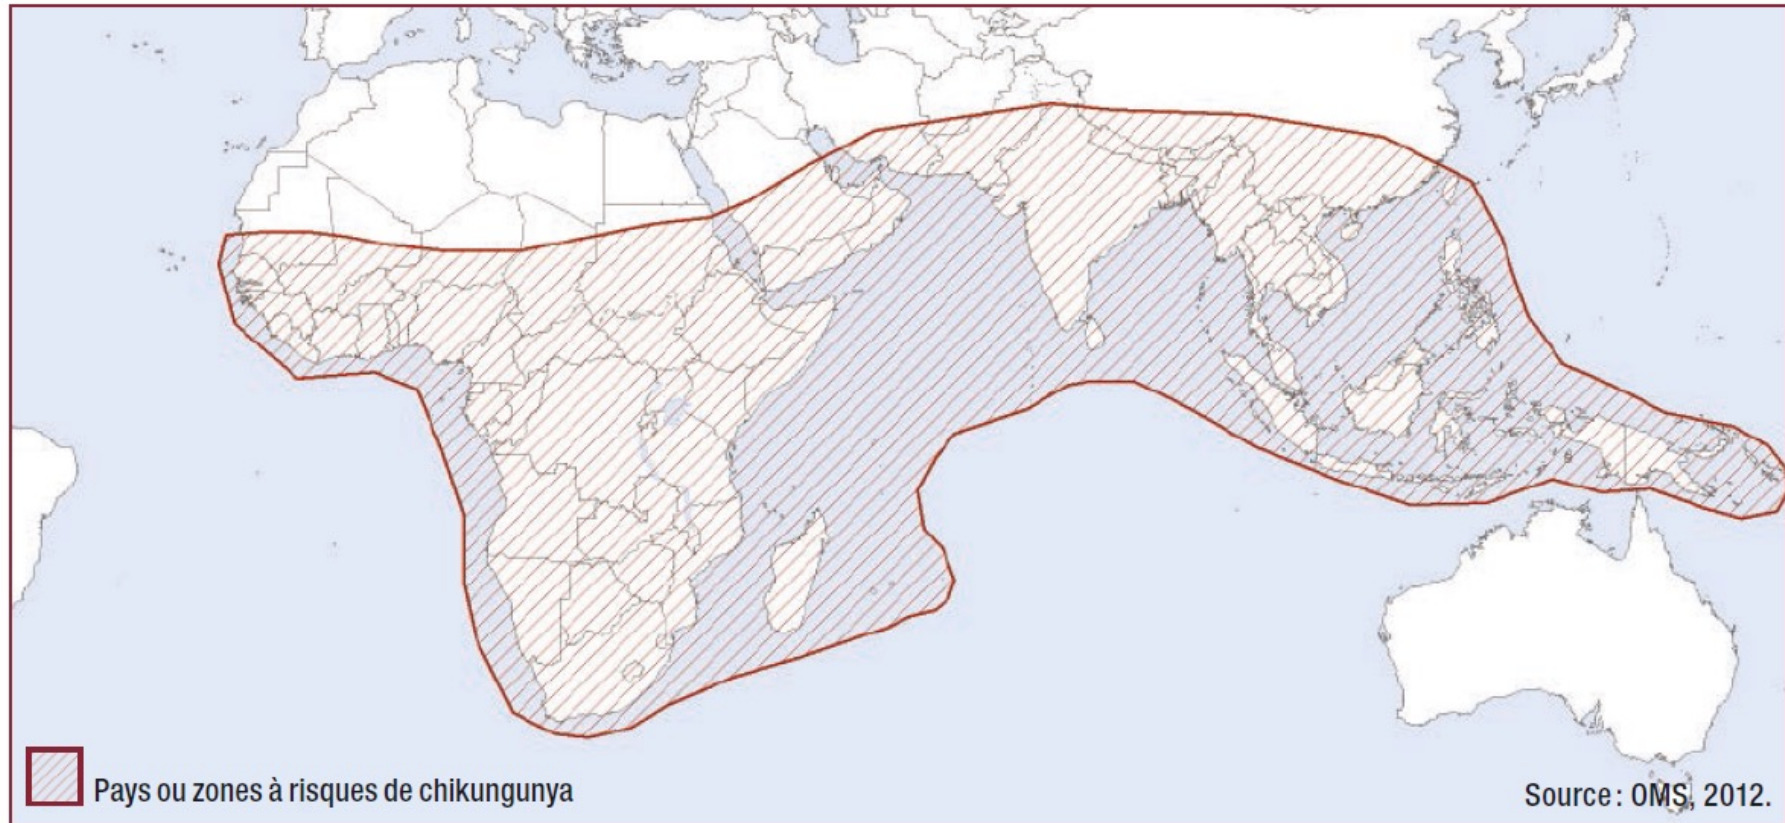 Pays ou zones à risques de chikungunya
Source : OMS, 2012.